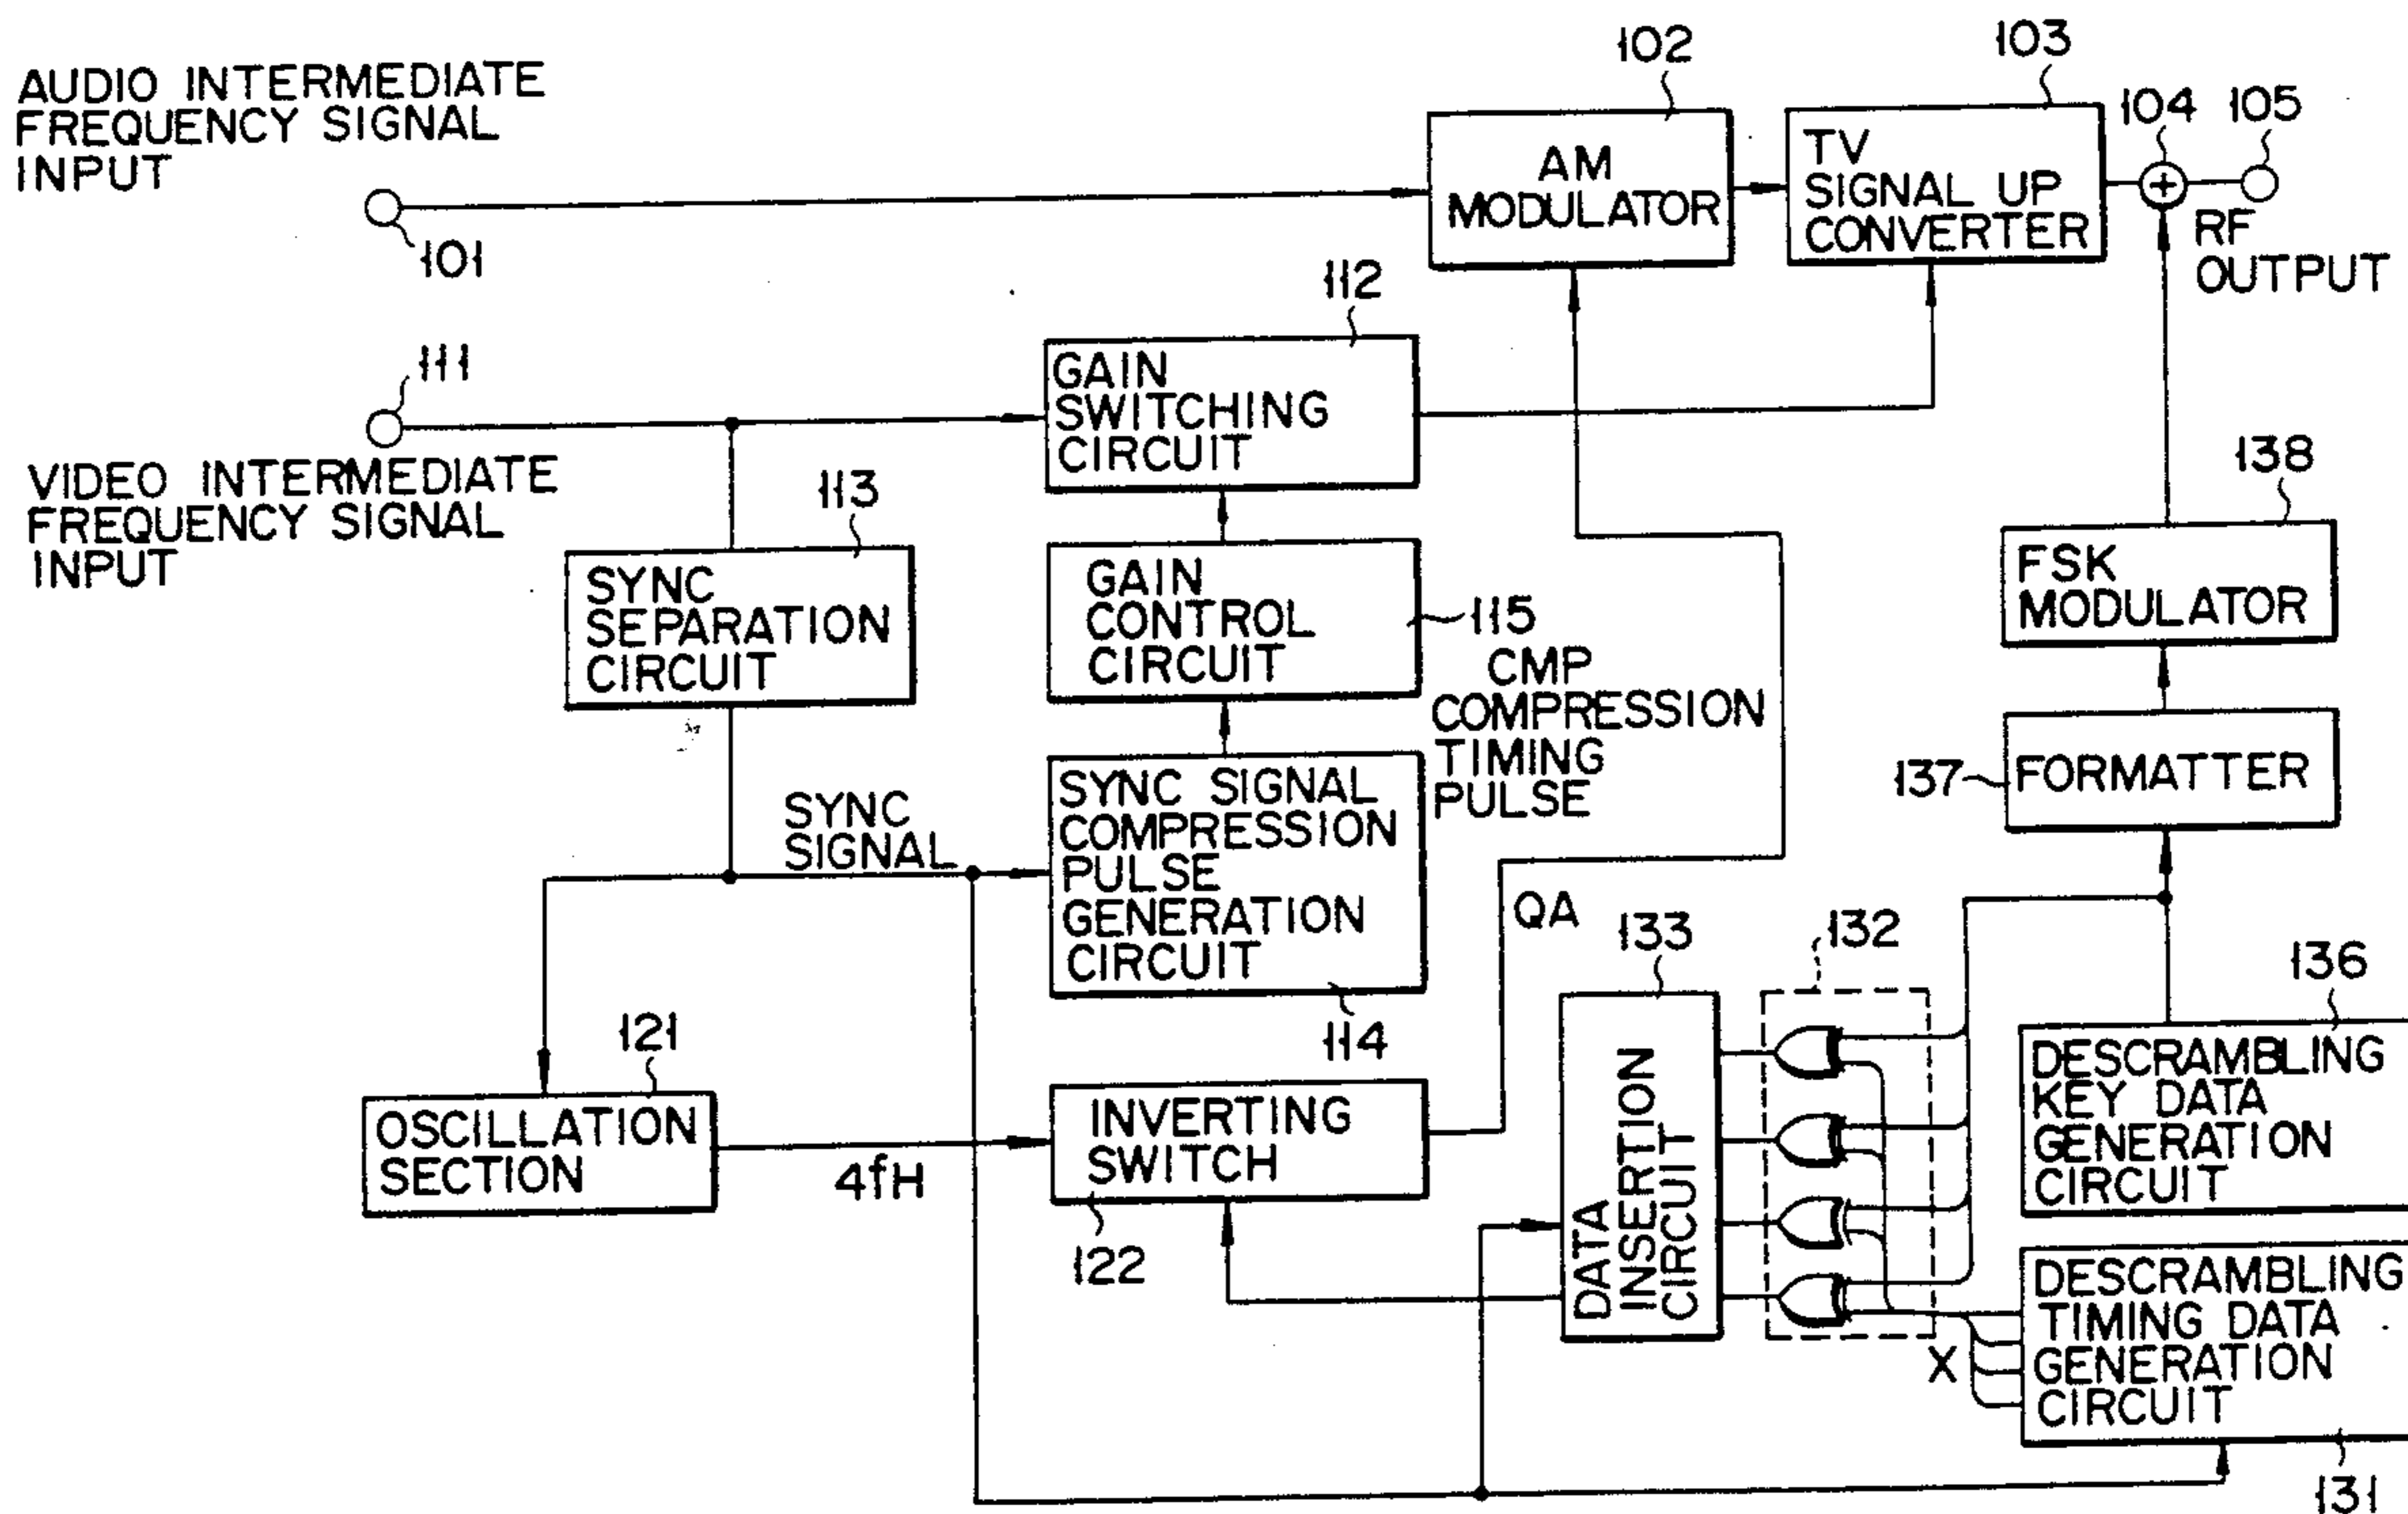 AUDIO INTERMEDIATE
FREQUENCY SIGNAL
INPUT
101
102
AM
MODULATOR
103
TV
SIGNAL UP
CONVERTER
104
105
RF
OUTPUT
111
VIDEO INTERMEDIATE
FREQUENCY SIGNAL
INPUT
112
GAIN
SWITCHING
CIRCUIT
113
SYNC
SEPARATION
CIRCUIT
GAIN
CONTROL
CIRCUIT
115
CMP
COMPRESSION
TIMING
PULSE
138
FSK
MODULATOR
137
FORMATTER
SYNC
SIGNAL
SYNC SIGNAL
COMPRESSION
PULSE
GENERATION
CIRCUIT
114
QA
133
132
136
121
OSCILLATION
SECTION
4fH
INVERTING
SWITCH
122
DATA
INSERTION
CIRCUIT
DESCRAMBLING
KEY DATA
GENERATION
CIRCUIT
X
DESCRAMBLING
TIMING DATA
GENERATION
CIRCUIT
131